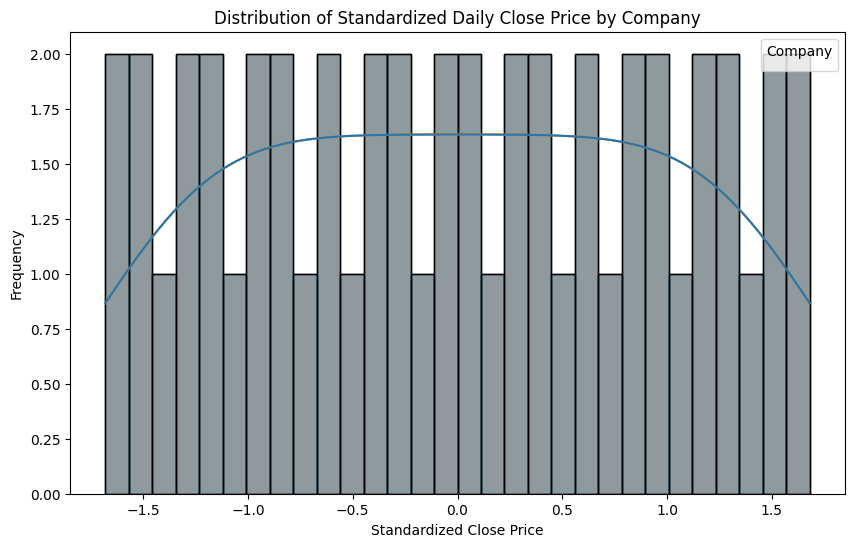 Distribution of Standardized Daily Close Price by Company
Company
Frequency
2.00
1.75
1.50
1.25
1.00
0.75
0.50
0.25
0.00
−1.5 −1.0 −0.5 0.0 0.5 1.0 1.5
Standardized Close Price